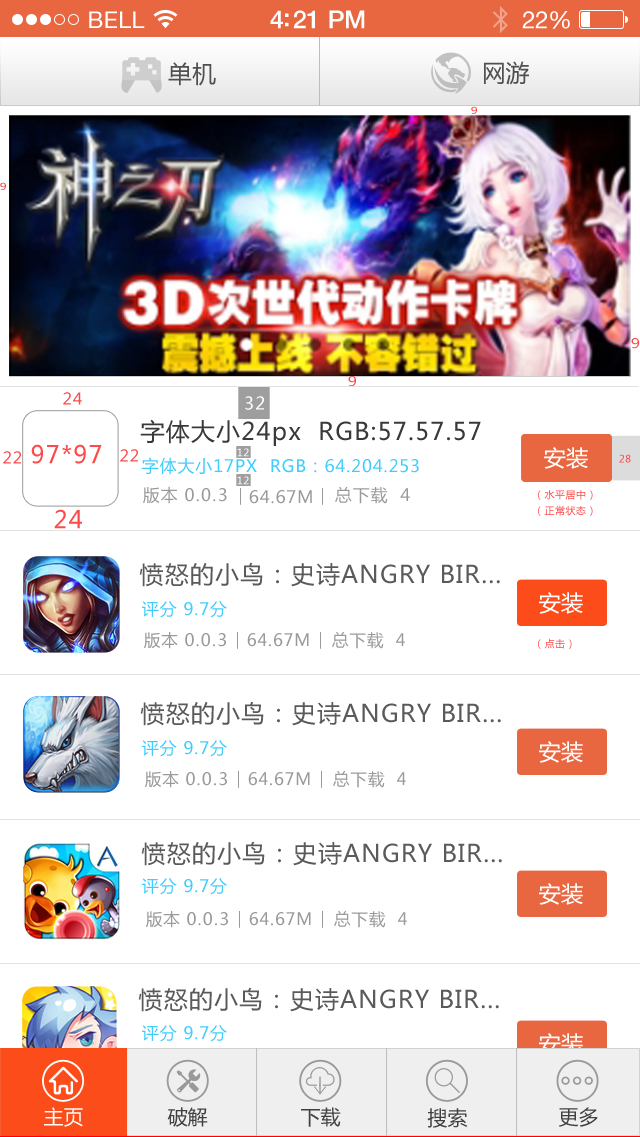 BELL 4:21 PM 22%
单机 网游
9
9
神之刃
3D次世代动作卡牌
震撼上线 不容错过
9
9
24
32
字体大小24px RGB:57.57.57
22 97*97 22
12
字体大小17PX RGB：64.204.253
安装 28
12
版本 0.0.3 | 64.67M | 总下载 4
（水平居中）
（正常状态）
24
愤怒的小鸟：史诗ANGRY BIR...
评分 9.7分
安装
版本 0.0.3 | 64.67M | 总下载 4
（点击）
愤怒的小鸟：史诗ANGRY BIR...
评分 9.7分
安装
版本 0.0.3 | 64.67M | 总下载 4
A
愤怒的小鸟：史诗ANGRY BIR...
评分 9.7分
安装
版本 0.0.3 | 64.67M | 总下载 4
愤怒的小鸟：史诗ANGRY BIR...
评分 9.7分
安装
主页 破解 下载 搜索 更多